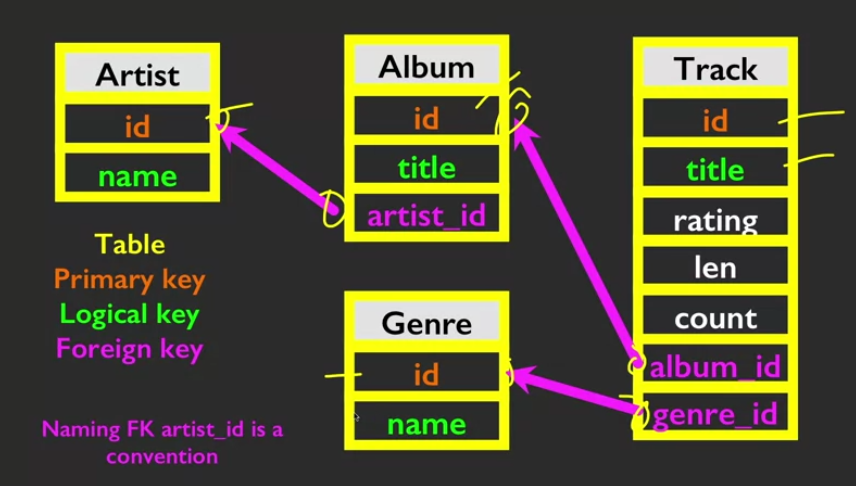 Artist
id
name
Album
id
title
artist_id
Track
id
title
rating
len
count
album_id
genre_id
Genre
id
name
Table
Primary key
Logical key
Foreign key
Naming FK artist_id is a
convention